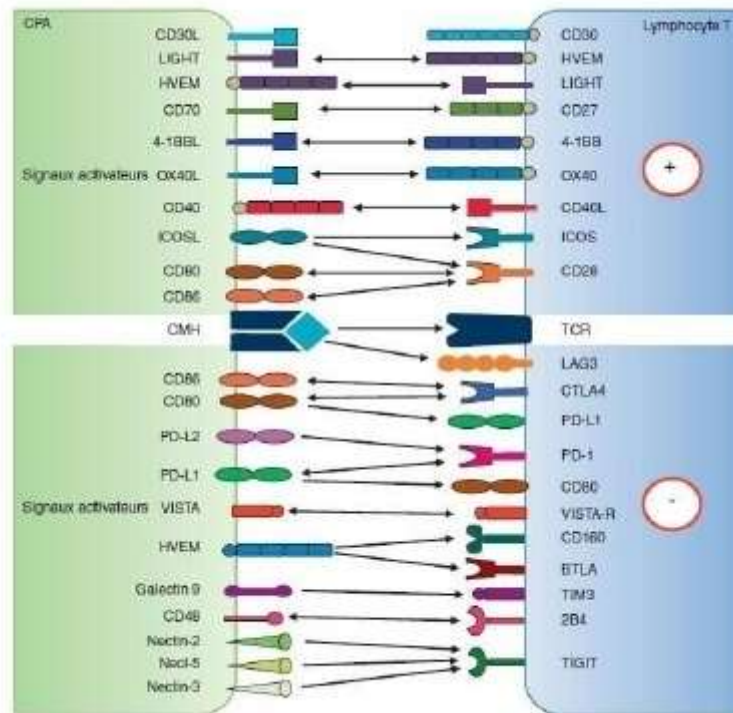 CPA
Lymphocyte T
CD30L CD30
LIGHT HVEM
HVEM LIGHT
CD70 CD27
4-1BBL 4-1BB
Signaux activateurs OX40L OX40
+
CD40 CD40L
ICOSL ICOS
CD80 CD28
CD86
CMH TCR
LAG3
CD86 CTLA4
CD80 PD-L1
PD-L2 PD-1
PD-L1 CD80
Signaux activateurs VISTA VISTA-R
-
HVEM CD160
BTLA
Galectin 9 TIM3
CD48 2B4
Nectin-2
Necl-5 TIGIT
Nectin-3